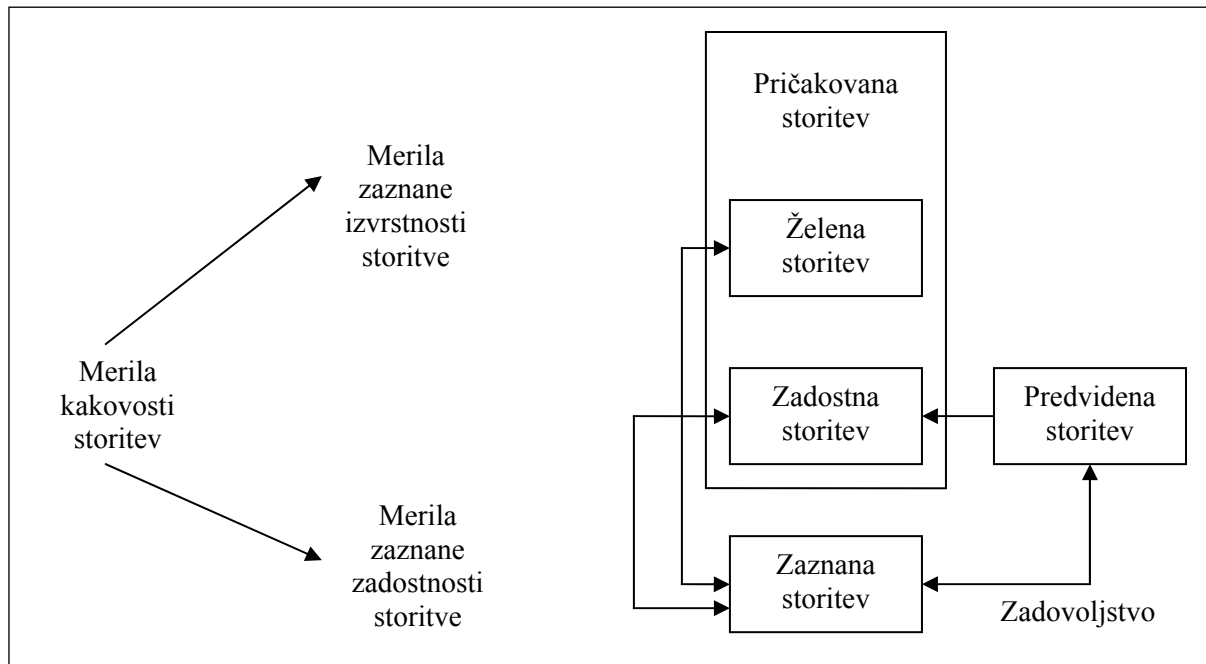 Merila
kakovosti
storitev
Merila
zaznane
izvrstnosti
storitve
Merila
zaznane
zadostnosti
storitve
Pričakovana
storitev
Želena
storitev
Zadostna
storitev
Predvidena
storitev
Zaznana
storitev
Zadovoljstvo